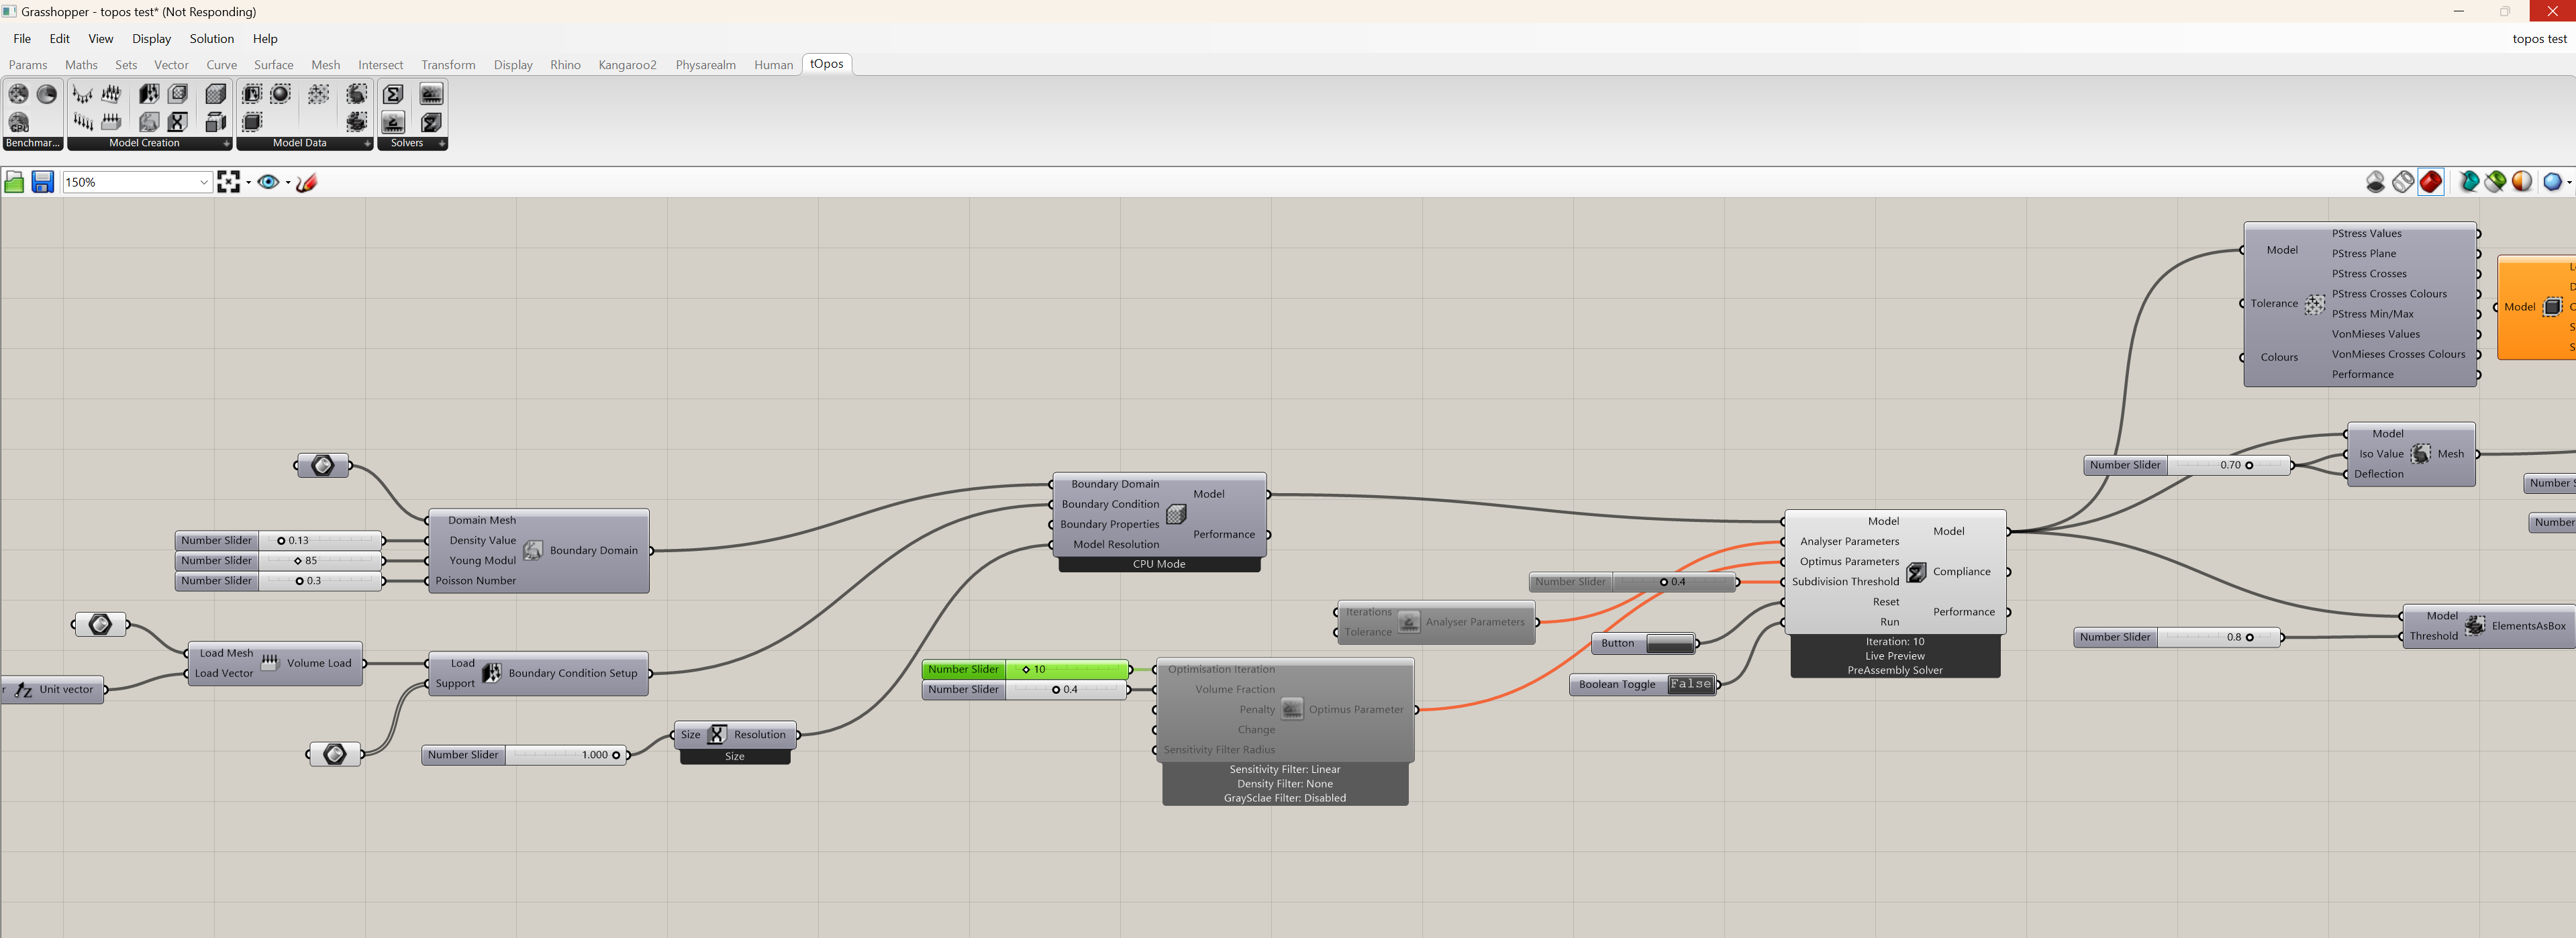 Grasshopper - topos test* (Not Responding)
File Edit View Display Solution Help
topos test
Params Maths Sets Vector Curve Surface Mesh Intersect Transform Display Rhino Kangaroo2 Physarealm Human tOpos
CPU
Benchmar... Model Creation Model Data Solvers
150%
PStress Values
PStress Plane
PStress Crosses
PStress Crosses Colours
PStress Min/Max
VonMieses Values
VonMieses Crosses Colours
Performance
Model
Tolerance
Colours
Model
Model
Iso Value
Deflection
Mesh
Number Slider 0.70
Domain Mesh
Density Value
Young Modul
Poisson Number
Boundary Domain
Number Slider 0.13
Number Slider 85
Number Slider 0.3
Boundary Domain
Boundary Condition
Boundary Properties
Model Resolution
Model
Performance
CPU Mode
Model
Analyser Parameters
Optimus Parameters
Subdivision Threshold
Reset
Run
Model
Compliance
Performance
Iteration: 10
Live Preview
PreAssembly Solver
Number Slider 0.4
Iterations
Tolerance
Analyser Parameters
Button
Boolean Toggle False
Model
Threshold
ElementsAsBox
Number Slider 0.8
Load Mesh
Load Vector
Volume Load
Unit vector
Load
Support
Boundary Condition Setup
Number Slider 10
Number Slider 0.4
Optimisation Iteration
Volume Fraction
Penalty
Change
Sensitivity Filter Radius
Optimus Parameter
Sensitivity Filter: Linear
Density Filter: None
GraySclae Filter: Disabled
Number Slider 1.000
Size Resolution
Size